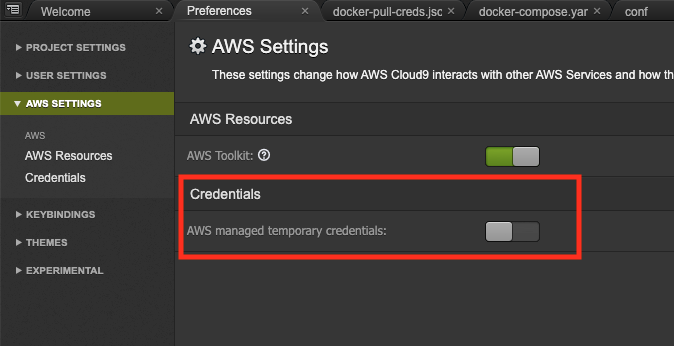 Welcome
Preferences
docker-pull-creds.jsc
docker-compose.yar
conf
PROJECT SETTINGS
USER SETTINGS
AWS SETTINGS
AWS
AWS Resources
Credentials
KEYBINDINGS
THEMES
EXPERIMENTAL
AWS Settings
These settings change how AWS Cloud9 interacts with other AWS Services and how th
AWS Resources
AWS Toolkit:
Credentials
AWS managed temporary credentials: